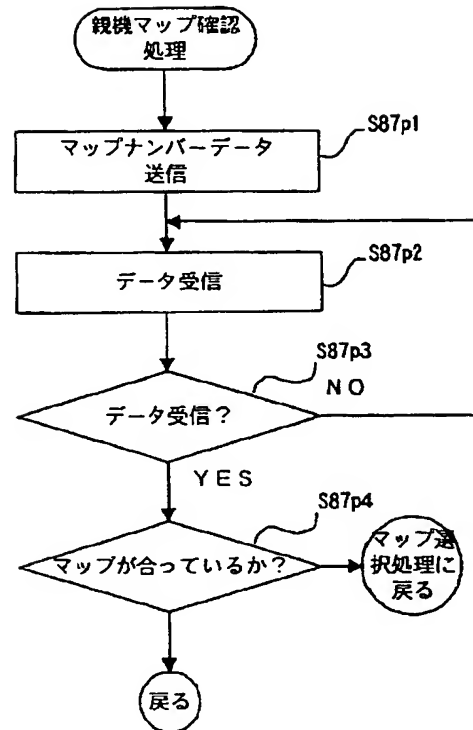 親機マップ確認
処理
S87p1
マップナンバーデータ
送信
S87p2
データ受信
S87p3
データ受信？
NO
YES
S87p4
マップが合っているか？
マップ選
択処理に
戻る
戻る